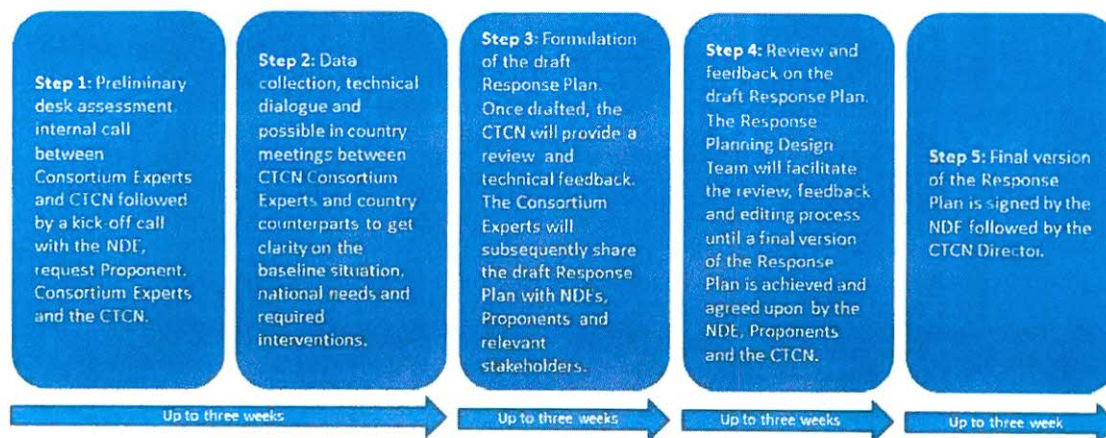 Step 1: Preliminary
desk assessment
internal call
between
Consortium Experts
and CTCN followed
by a kick-off call
with the NDE,
request Proponent.
Consortium Experts
and the CTCN.
Step 2: Data
collection, technical
dialogue and
possible in country
meetings between
CTCN Consortium
Experts and country
counterparts to get
clarity on the
baseline situation,
national needs and
required
interventions.
Step 3: Formulation
of the draft
Response Plan.
Once drafted, the
CTCN will provide a
review and
technical feedback.
The Consortium
Experts will
subsequently share
the draft Response
Plan with NDEs,
Proponents and
relevant
stakeholders.
Step 4: Review and
feedback on the
draft Response Plan.
The Response
Planning Design
Team will facilitate
the review, feedback
and editing process
until a final version
of the Response
Plan is achieved and
agreed upon by the
NDE, Proponents
and the CTCN.
Step 5: Final version
of the Response
Plan is signed by the
NDE followed by the
CTCN Director.
Up to three weeks
Up to three weeks
Up to three weeks
Up to three week